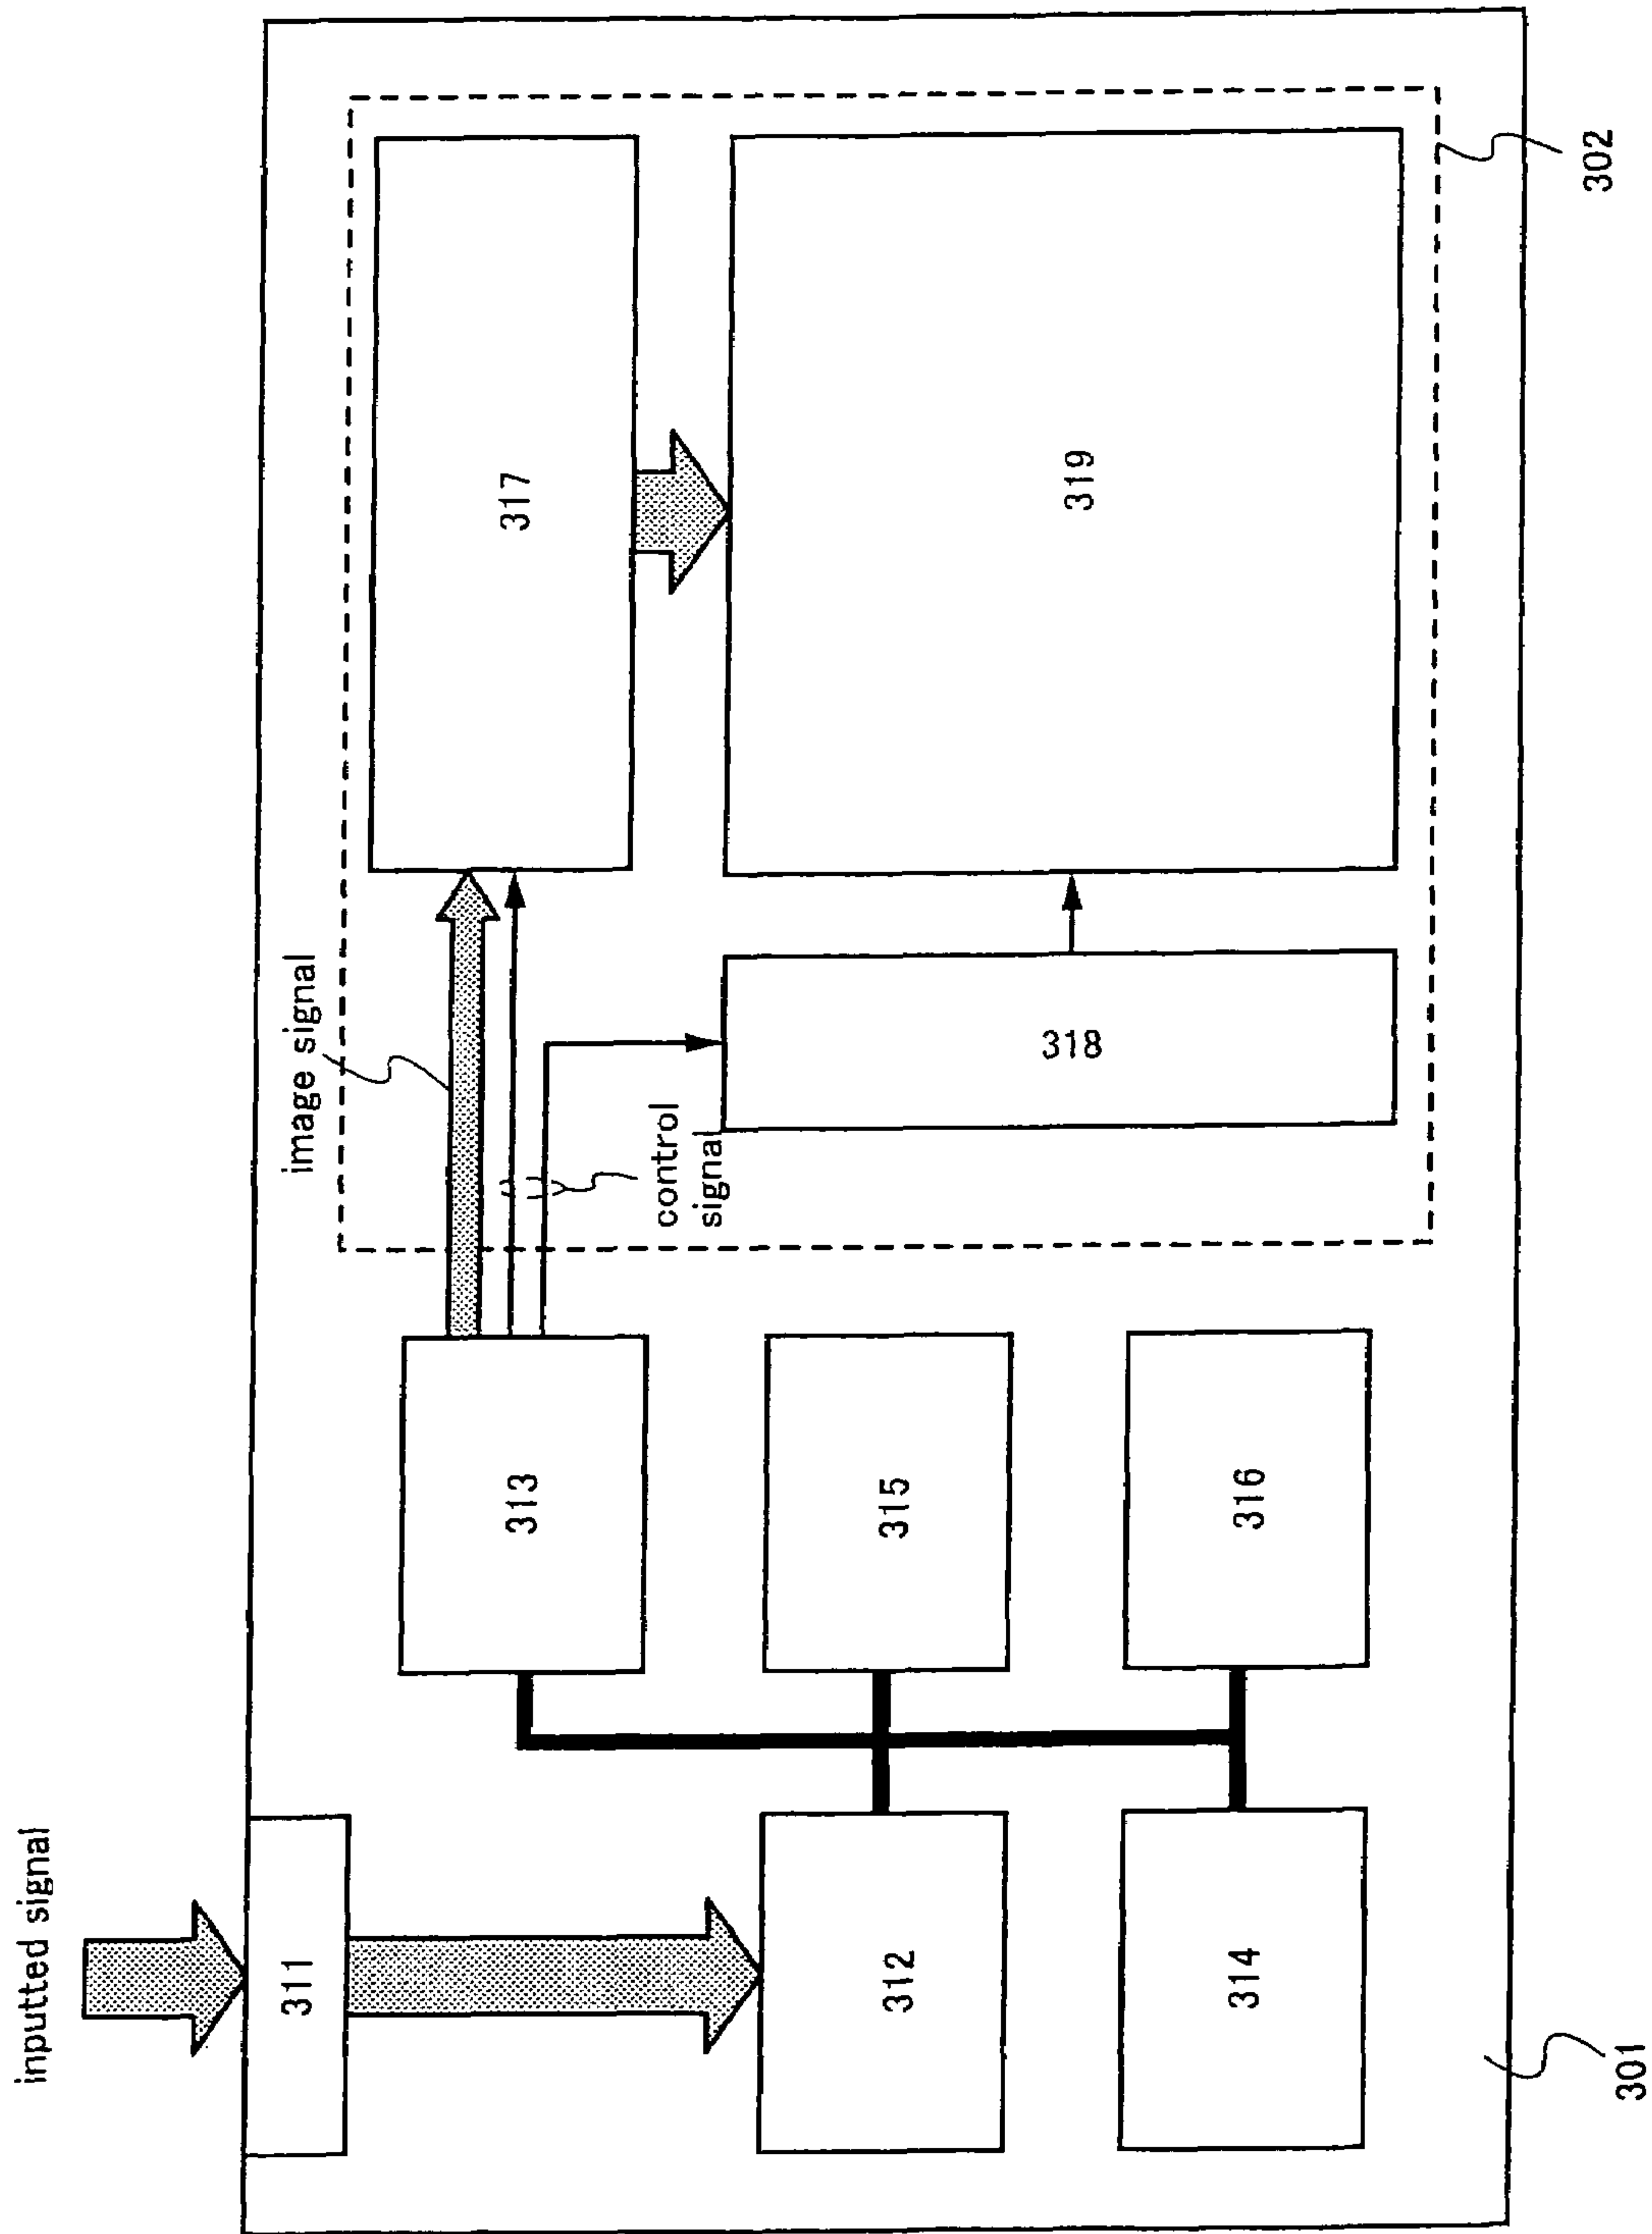 inputted signal
311
image signal
313
317
control
signal
312
315
318
319
314
316
301
302